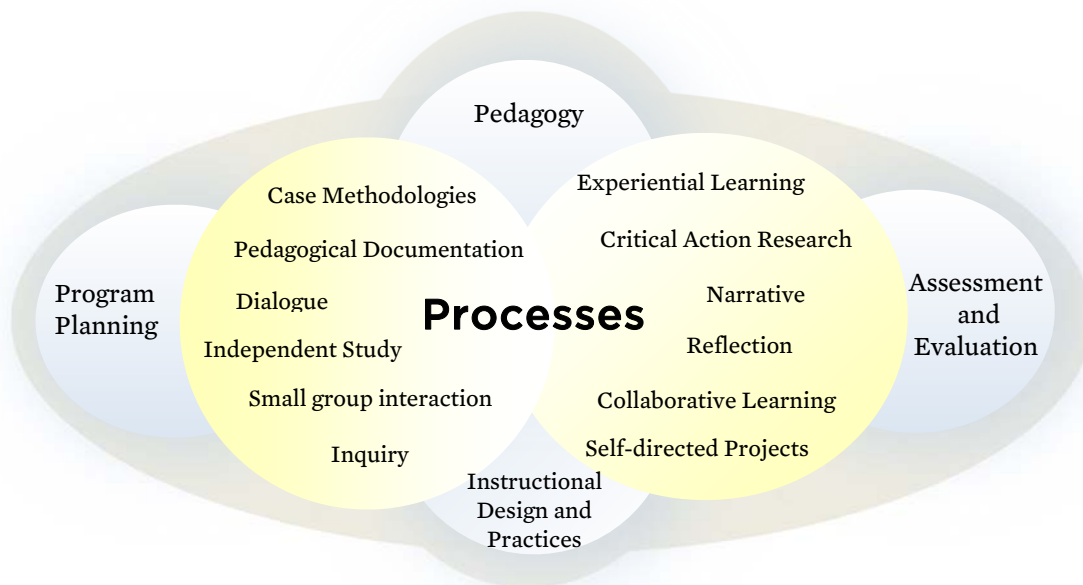 Pedagogy
Case Methodologies
Pedagogical Documentation
Dialogue
Independent Study
Small group interaction
Inquiry
Program
Planning
Processes
Experiential Learning
Critical Action Research
Narrative
Reflection
Collaborative Learning
Self-directed Projects
Assessment
and
Evaluation
Instructional
Design and
Practices